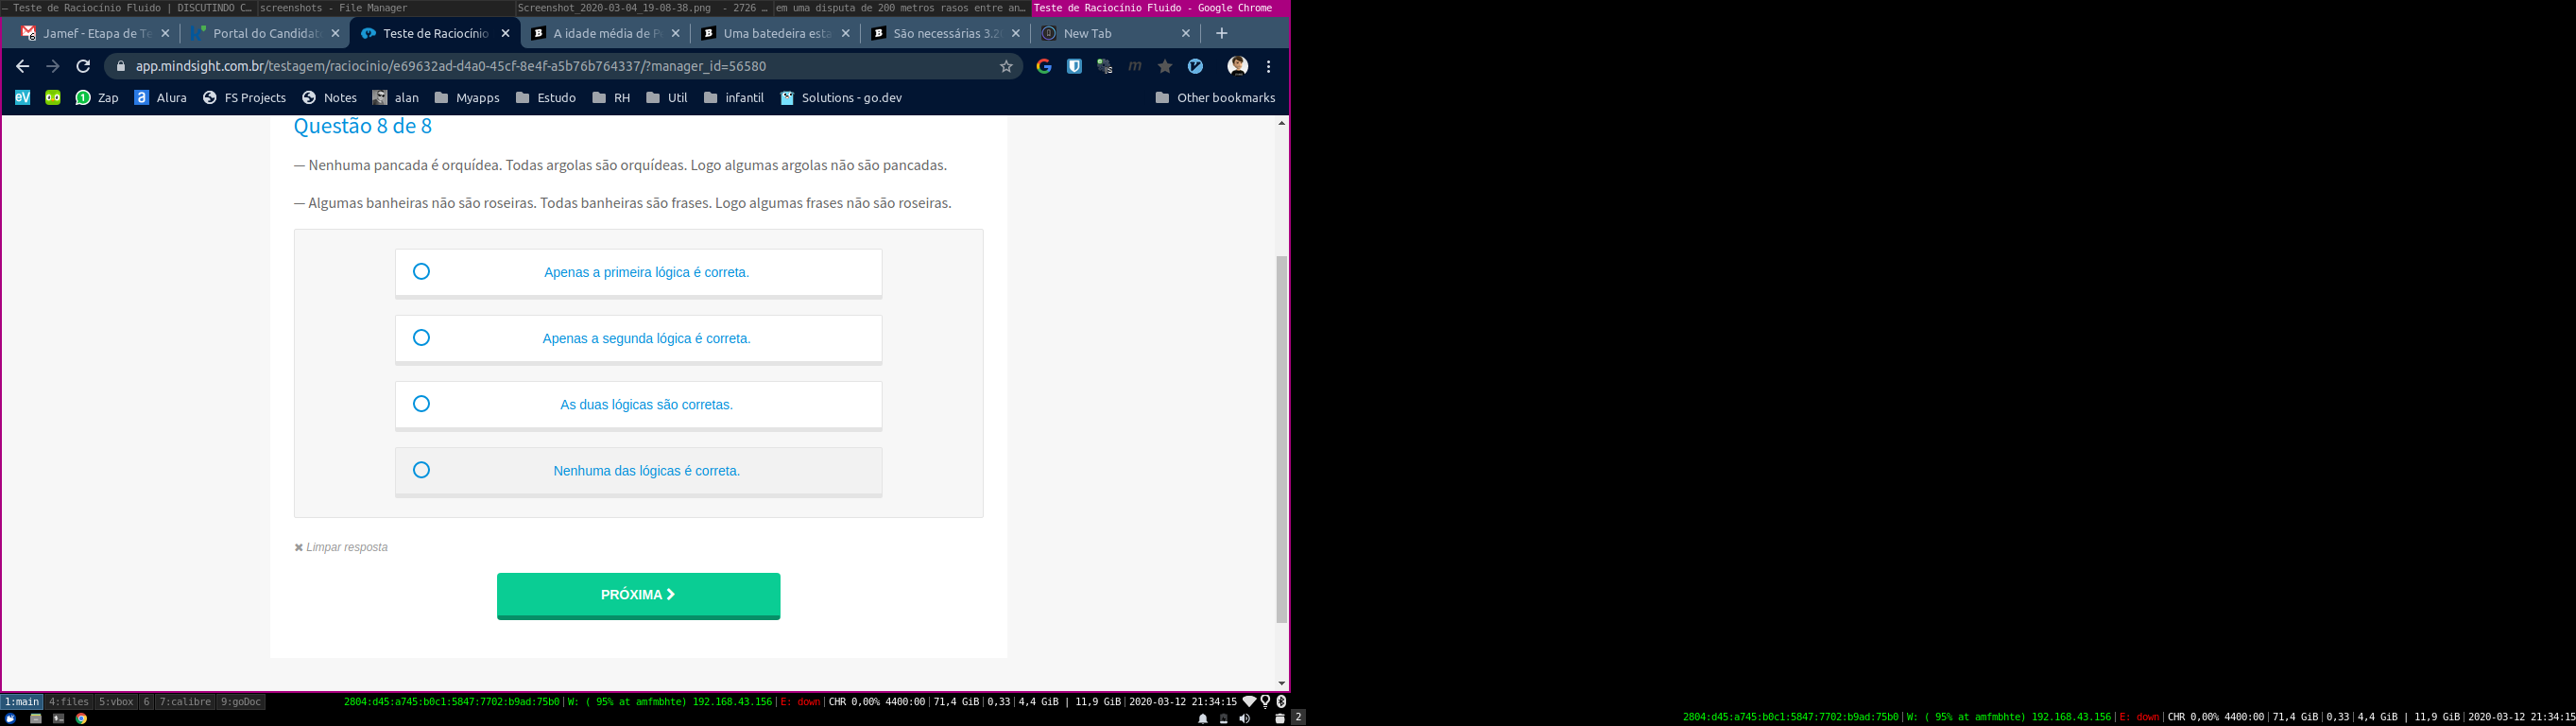 — Teste de Raciocínio Fluido | DISCUTINDO C… screenshots - File Manager Screenshot_2020-03-04_19-08-38.png - 2726 … em uma disputa de 200 metros rasos entre an… Teste de Raciocínio Fluido - Google Chrome
Jamef - Etapa de Te Portal do Candidat Teste de Raciocínio A idade média de P Uma batedeira esta São necessárias 3.2 New Tab
app.mindsight.com.br/testagem/raciocinio/e69632ad-d4a0-45cf-8e4f-a5b76b764337/?manager_id=56580
Zap Alura FS Projects Notes alan Myapps Estudo RH Util infantil Solutions - go.dev Other bookmarks
Questão 8 de 8
— Nenhuma pancada é orquídea. Todas argolas são orquídeas. Logo algumas argolas não são pancadas.
— Algumas banheiras não são roseiras. Todas banheiras são frases. Logo algumas frases não são roseiras.
Apenas a primeira lógica é correta.
Apenas a segunda lógica é correta.
As duas lógicas são corretas.
Nenhuma das lógicas é correta.
Limpar resposta
PRÓXIMA
1:main 4:files 5:vbox 6 7:calibre 9:goDoc 2804:d45:a745:b0c1:5847:7702:b9ad:75b0 | W: ( 95% at amfmbhte) 192.168.43.156 | E: down | CHR 0,00% 4400:00 | 71,4 GiB | 0,33 | 4,4 GiB | 11,9 GiB | 2020-03-12 21:34:15
2 2804:d45:a745:b0c1:5847:7702:b9ad:75b0 | W: ( 95% at amfmbhte) 192.168.43.156 | E: down | CHR 0,00% 4400:00 | 71,4 GiB | 0,33 | 4,4 GiB | 11,9 GiB | 2020-03-12 21:34:1